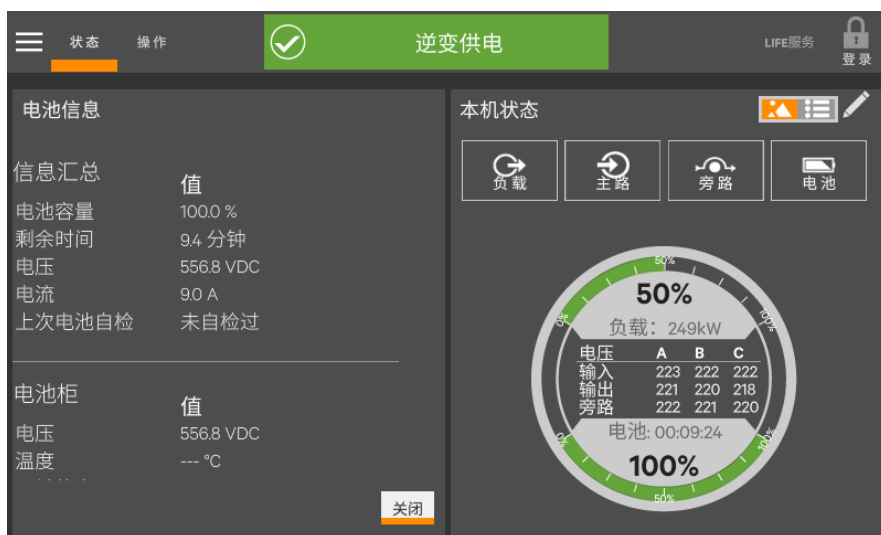 状态 操作 逆变供电 LIFE服务 登录
电池信息
信息汇总 值
电池容量 100.0 %
剩余时间 9.4 分钟
电压 556.8 VDC
电流 9.0 A
上次电池自检 未自检过
电池柜 值
电压 556.8 VDC
温度 --- °C
关闭
本机状态
负载 主路 旁路 电池
50%
0% 100%
50%
负载: 249kW
电压 A B C
输入 223 222 222
输出 221 220 218
旁路 222 221 220
电池: 00:09:24
100%
0% 100%
50%